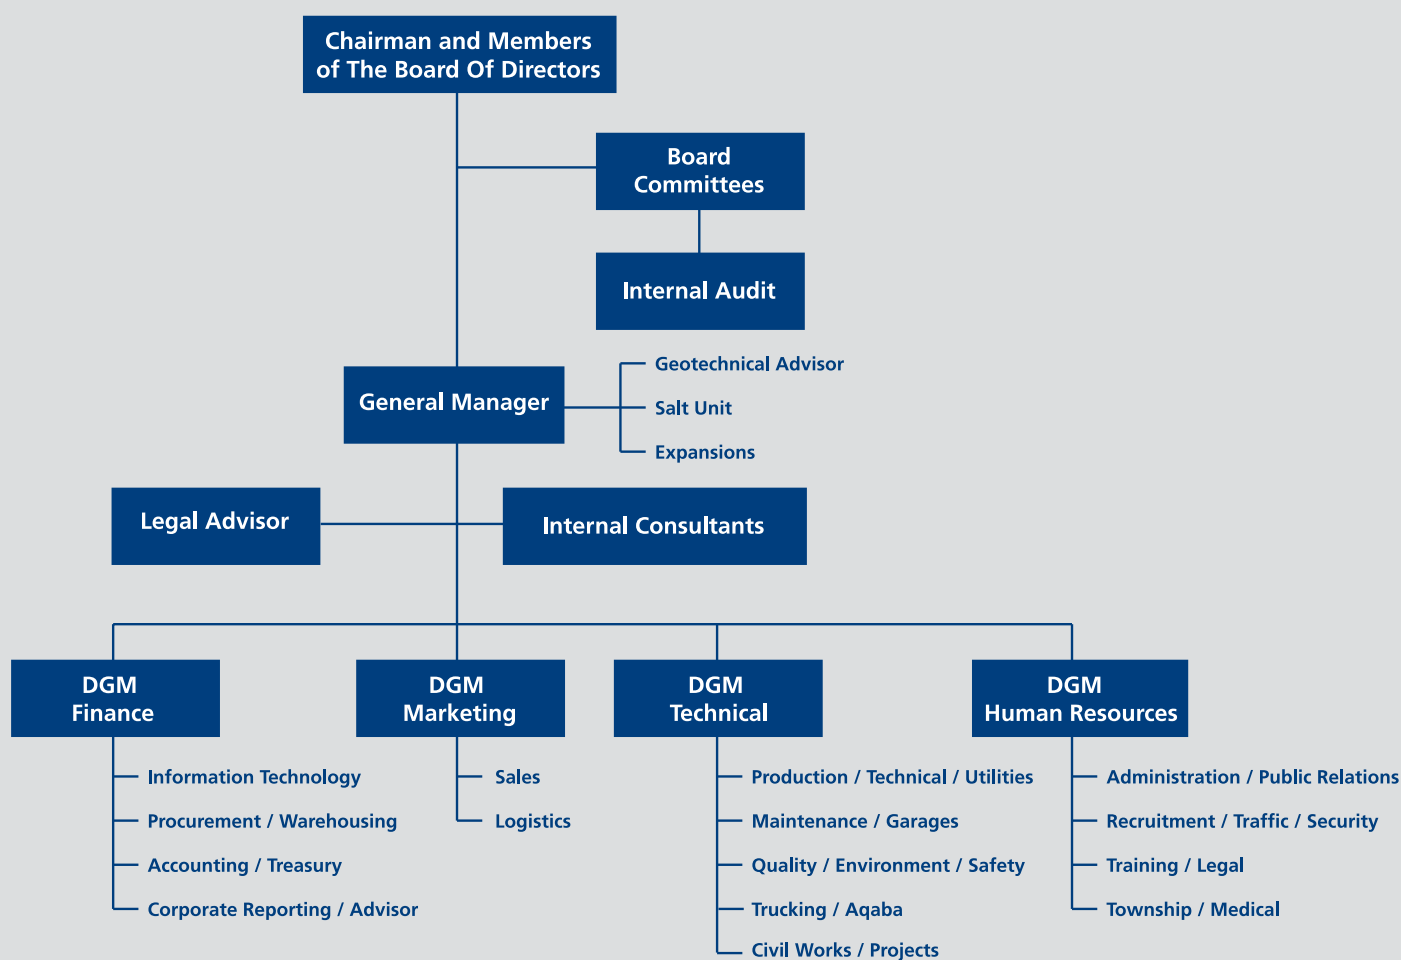 Chairman and Members
of The Board Of Directors
Board
Committees
Internal Audit
General Manager
Geotechnical Advisor
Salt Unit
Expansions
Legal Advisor
Internal Consultants
DGM
Finance
Information Technology
Procurement / Warehousing
Accounting / Treasury
Corporate Reporting / Advisor
DGM
Marketing
Sales
Logistics
DGM
Technical
Production / Technical / Utilities
Maintenance / Garages
Quality / Environment / Safety
Trucking / Aqaba
Civil Works / Projects
DGM
Human Resources
Administration / Public Relations
Recruitment / Traffic / Security
Training / Legal
Township / Medical